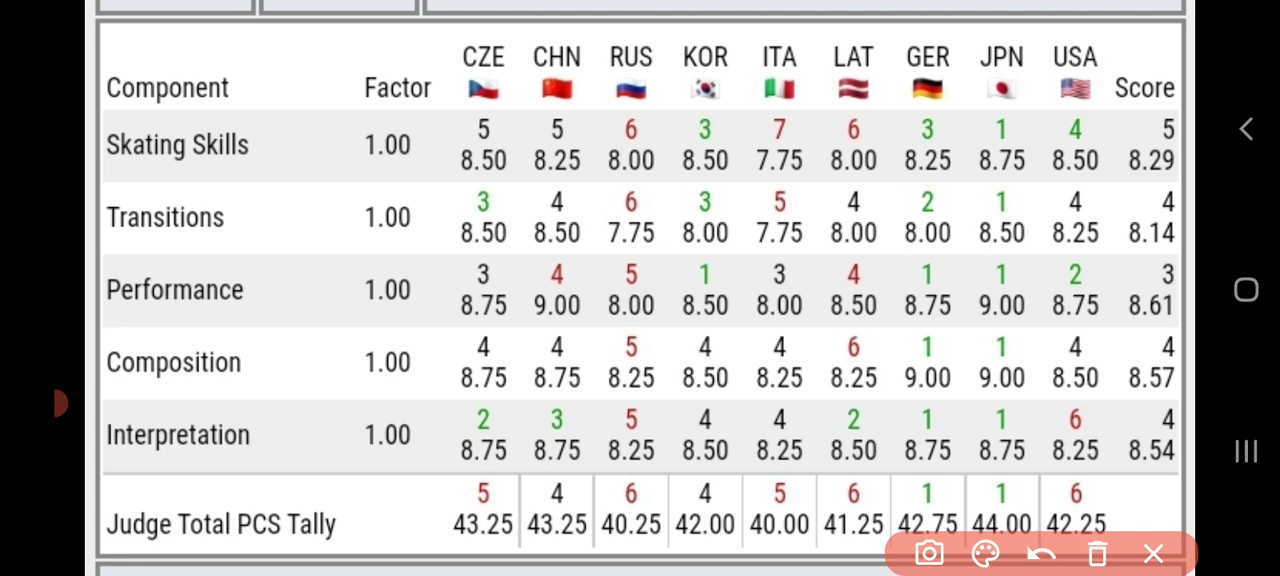 CZE CHN RUS KOR ITA LAT GER JPN USA
Component Factor Score
5 5 6 3 7 6 3 1 4 5
Skating Skills 1.00
8.50 8.25 8.00 8.50 7.75 8.00 8.25 8.75 8.50 8.29
3 4 6 3 5 4 2 1 4 4
Transitions 1.00
8.50 8.50 7.75 8.00 7.75 8.00 8.00 8.50 8.25 8.14
3 4 5 1 3 4 1 1 2 3
Performance 1.00
8.75 9.00 8.00 8.50 8.00 8.50 8.75 9.00 8.75 8.61
4 4 5 4 4 6 1 1 4 4
Composition 1.00
8.75 8.75 8.25 8.50 8.25 8.25 9.00 9.00 8.50 8.57
2 3 5 4 4 2 1 1 6 4
Interpretation 1.00
8.75 8.75 8.25 8.50 8.25 8.50 8.75 8.75 8.25 8.54
5 4 6 4 5 6 1 1 6
Judge Total PCS Tally 43.25 43.25 40.25 42.00 40.00 41.25 42.75 44.00 42.25